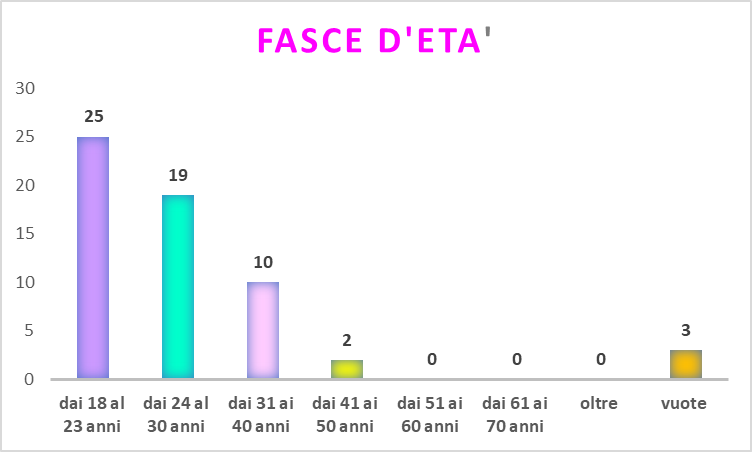 FASCE D'ETA'
30
25
20
15
10
5
0
25
19
10
2
0
0
0
3
dai 18 al
23 anni
dai 24 al
30 anni
dai 31 ai
40 anni
dai 41 ai
50 anni
dai 51 ai
60 anni
dai 61 ai
70 anni
oltre
vuote